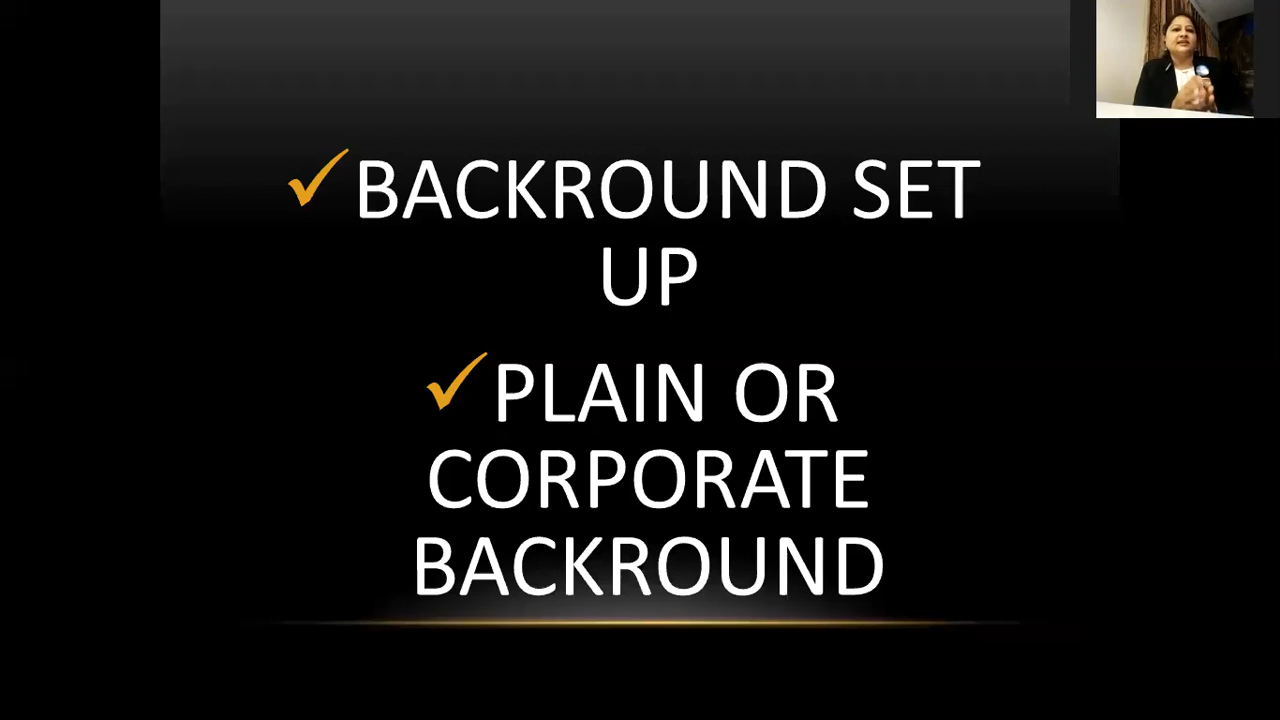 ✓BACKROUND SET
UP
✓PLAIN OR
CORPORATE
BACKROUND